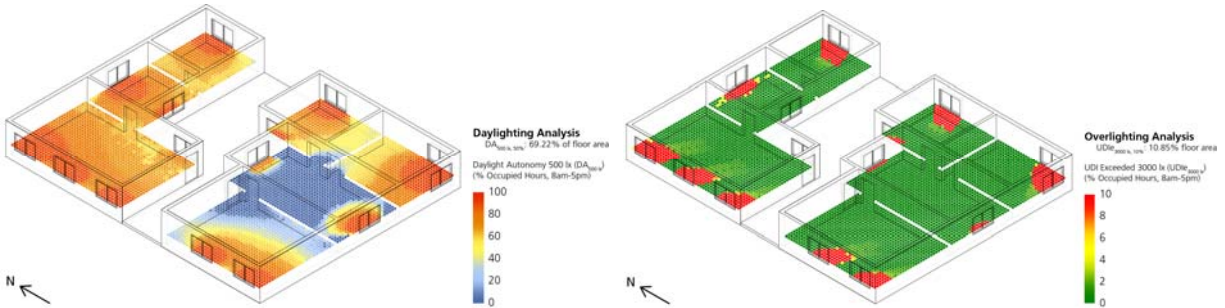 Daylighting Analysis
DA500 lx, 50%: 69.22% of floor area
Daylight Autonomy 500 lx (DA500 lx)
(% Occupied Hours, 8am-5pm)
100
80
60
40
20
0
N
Overlighting Analysis
UDIe3000 lx, 10%: 10.85% floor area
UDI Exceeded 3000 lx (UDIe3000 lx)
(% Occupied Hours, 8am-5pm)
10
8
6
4
2
0
N